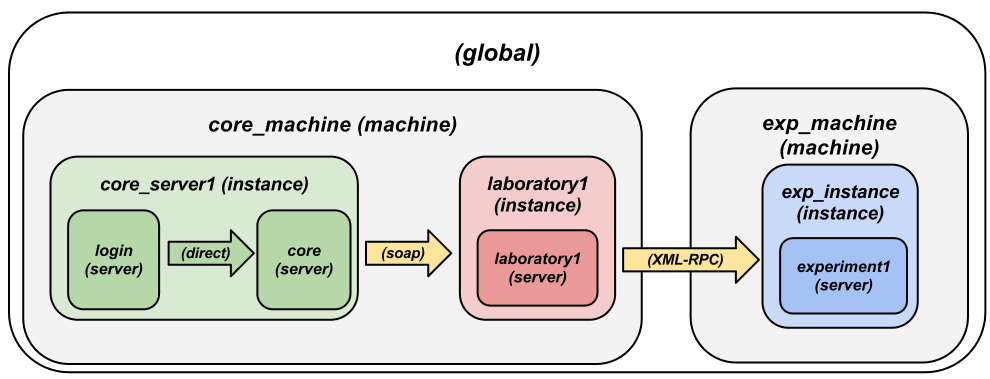 (global)
core_machine (machine)
exp_machine
(machine)
core_server1 (instance)
laboratory1
(instance)
exp_instance
(instance)
login
(server)
(direct)
core
(server)
(soap)
laboratory1
(server)
(XML-RPC)
experiment1
(server)